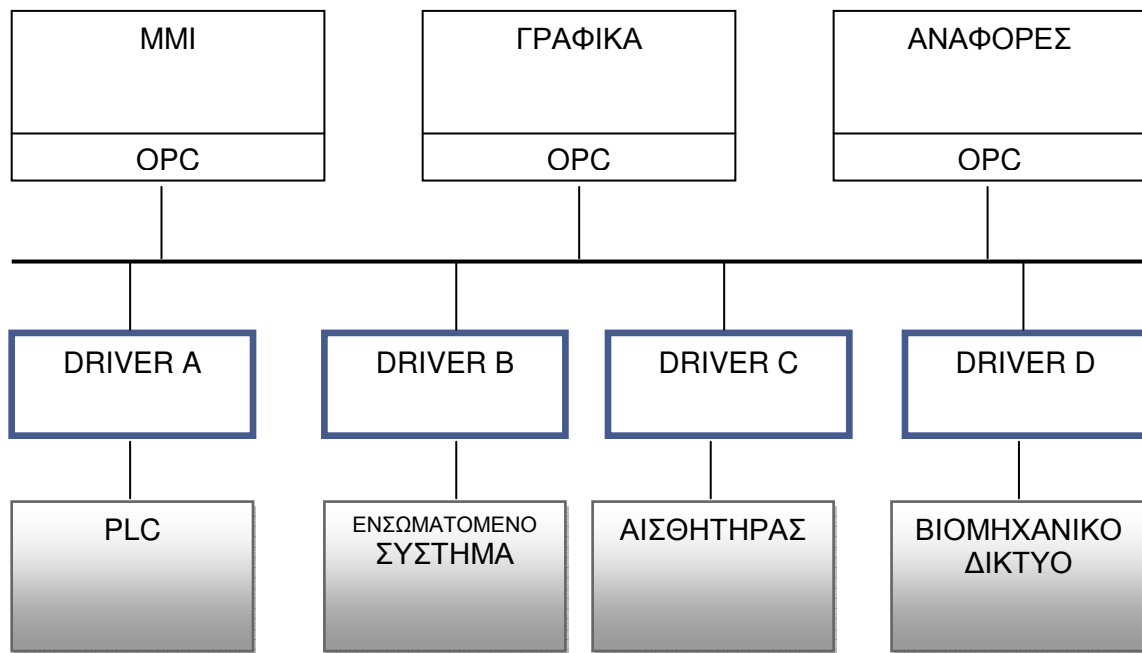 MMI
ΓΡΑΦΙΚΑ
ΑΝΑΦΟΡΕΣ
OPC
OPC
OPC
DRIVER A
DRIVER B
DRIVER C
DRIVER D
PLC
ΕΝΣΩΜΑΤΟΜΕΝΟ
ΣΥΣΤΗΜΑ
ΑΙΣΘΗΤΗΡΑΣ
ΒΙΟΜΗΧΑΝΙΚΟ
ΔΙΚΤΥΟ